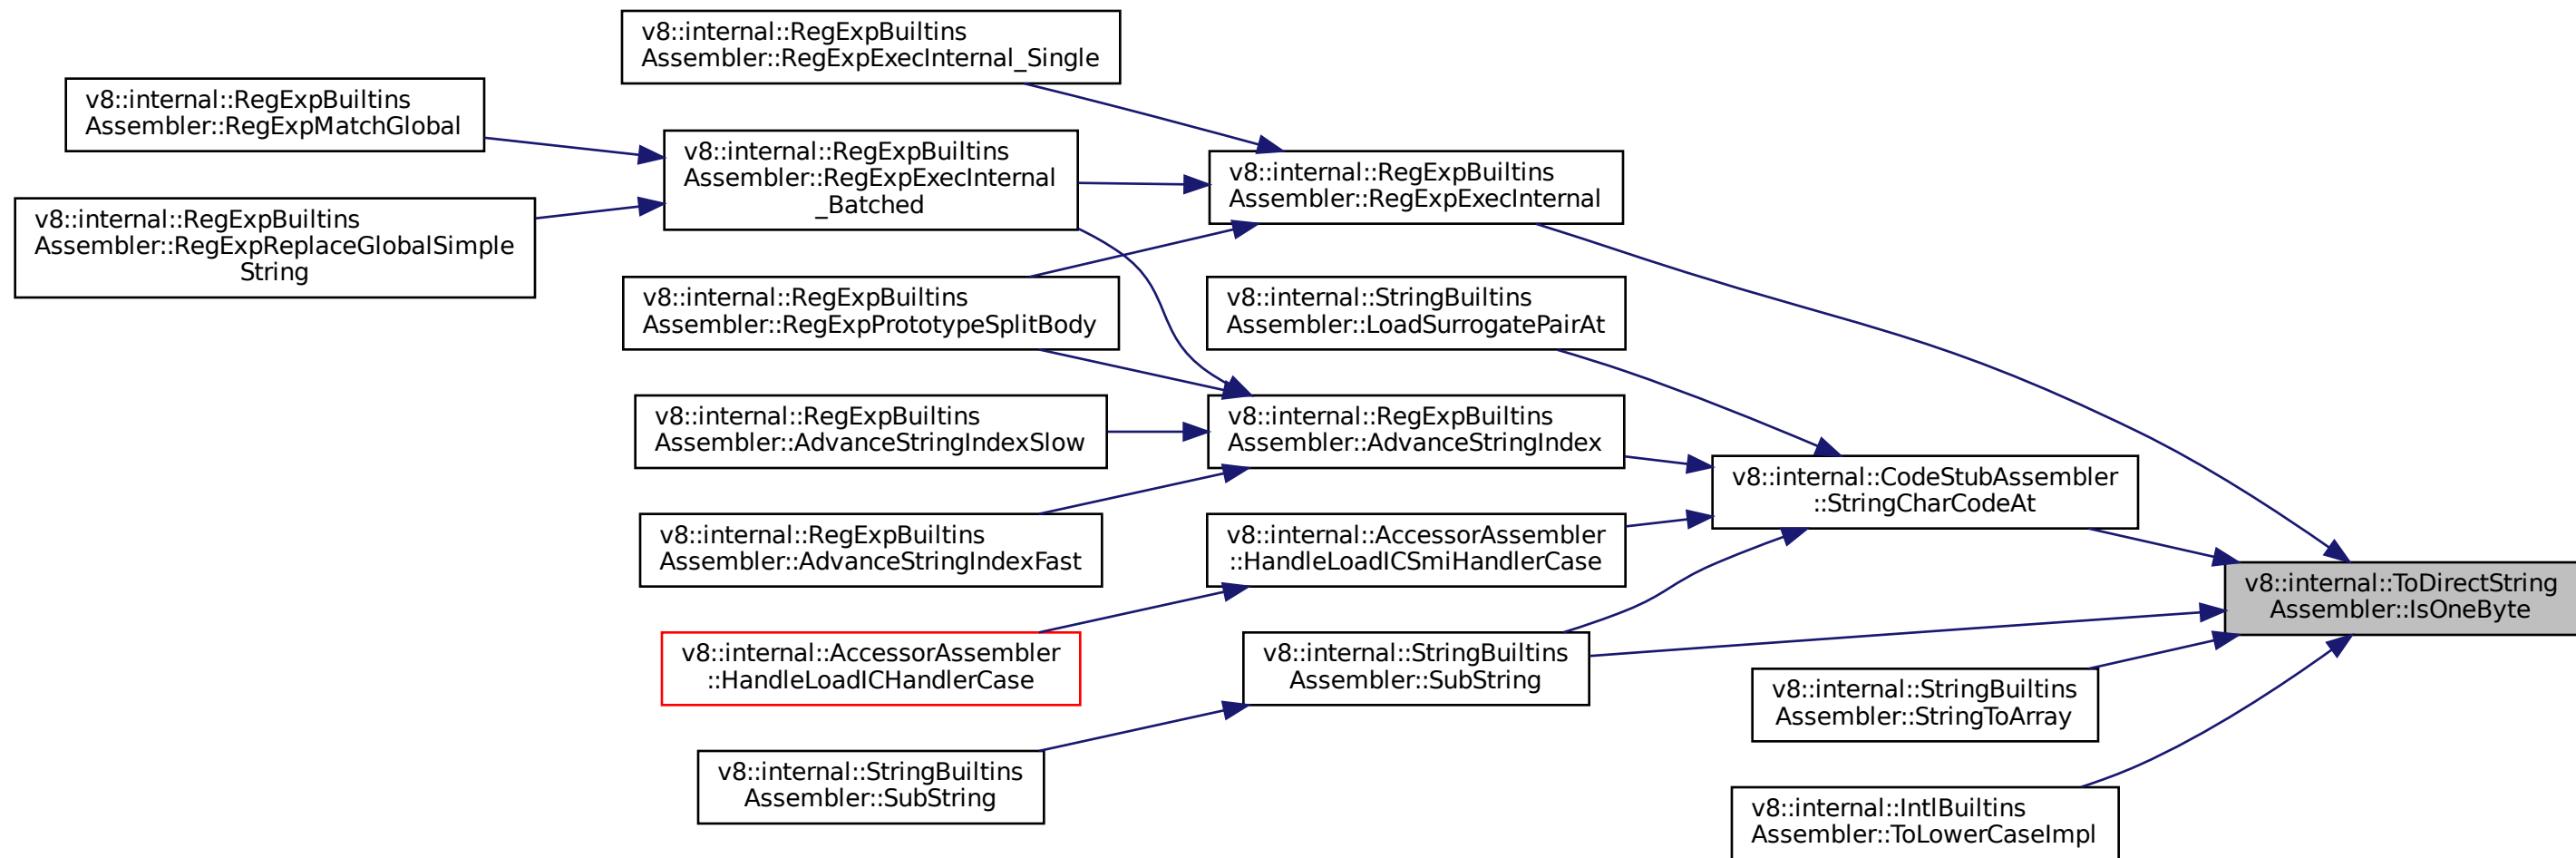 v8::internal::RegExpBuiltins
Assembler::RegExpExecInternal_Single
v8::internal::RegExpBuiltins
Assembler::RegExpMatchGlobal
v8::internal::RegExpBuiltins
Assembler::RegExpExecInternal
_Batched
v8::internal::RegExpBuiltins
Assembler::RegExpExecInternal
v8::internal::RegExpBuiltins
Assembler::RegExpReplaceGlobalSimple
String
v8::internal::RegExpBuiltins
Assembler::RegExpPrototypeSplitBody
v8::internal::StringBuiltins
Assembler::LoadSurrogatePairAt
v8::internal::RegExpBuiltins
Assembler::AdvanceStringIndexSlow
v8::internal::RegExpBuiltins
Assembler::AdvanceStringIndex
v8::internal::CodeStubAssembler
::StringCharCodeAt
v8::internal::RegExpBuiltins
Assembler::AdvanceStringIndexFast
v8::internal::AccessorAssembler
::HandleLoadICSmiHandlerCase
v8::internal::ToDirectString
Assembler::IsOneByte
v8::internal::AccessorAssembler
::HandleLoadICHandlerCase
v8::internal::StringBuiltins
Assembler::SubString
v8::internal::StringBuiltins
Assembler::StringToArray
v8::internal::StringBuiltins
Assembler::SubString
v8::internal::IntlBuiltins
Assembler::ToLowerCaseImpl